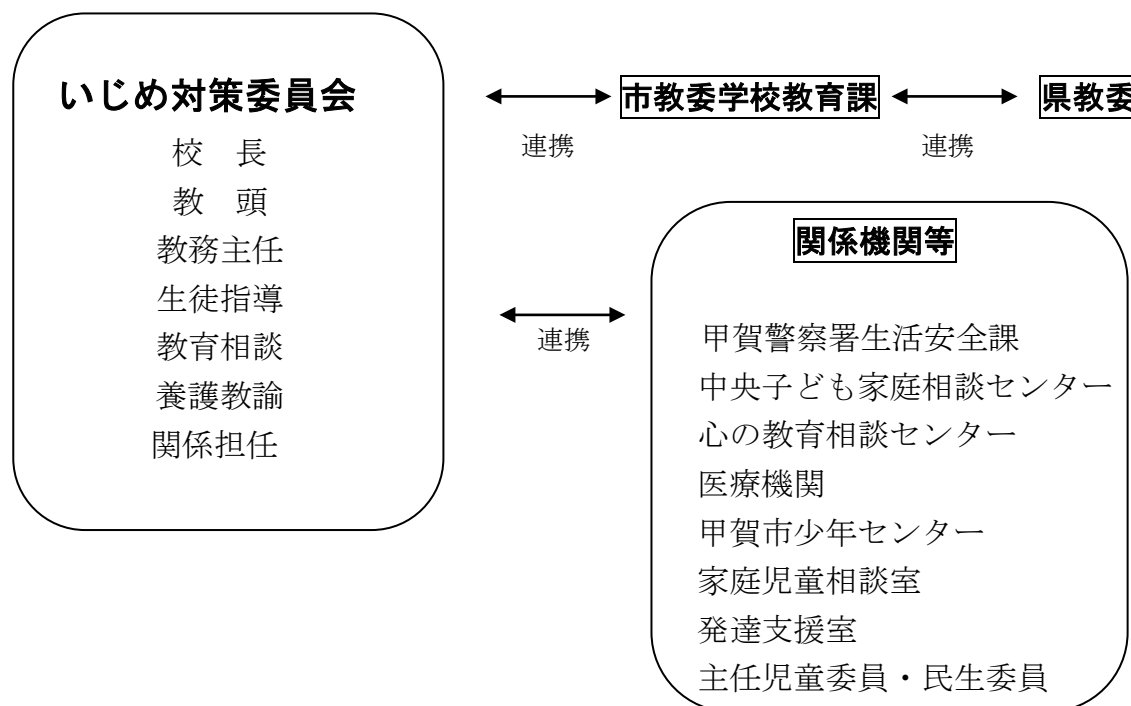 いじめ対策委員会
校　長
教　頭
教務主任
生徒指導
教育相談
養護教諭
関係担任
市教委学校教育課
県教委
連携
連携
連携
関係機関等
甲賀警察署生活安全課
中央子ども家庭相談センター
心の教育相談センター
医療機関
甲賀市少年センター
家庭児童相談室
発達支援室
主任児童委員・民生委員